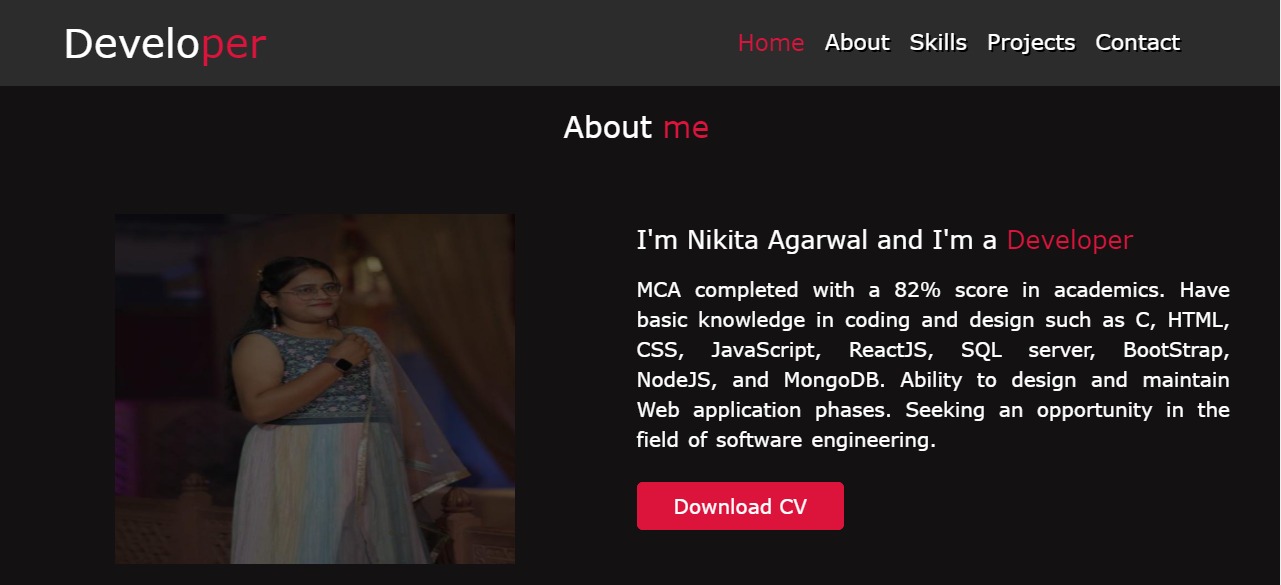 Developer
Home About Skills Projects Contact
About me
I'm Nikita Agarwal and I'm a Developer
MCA completed with a 82% score in academics. Have
basic knowledge in coding and design such as C, HTML,
CSS, JavaScript, ReactJS, SQL server, BootStrap,
NodeJS, and MongoDB. Ability to design and maintain
Web application phases. Seeking an opportunity in the
field of software engineering.
Download CV